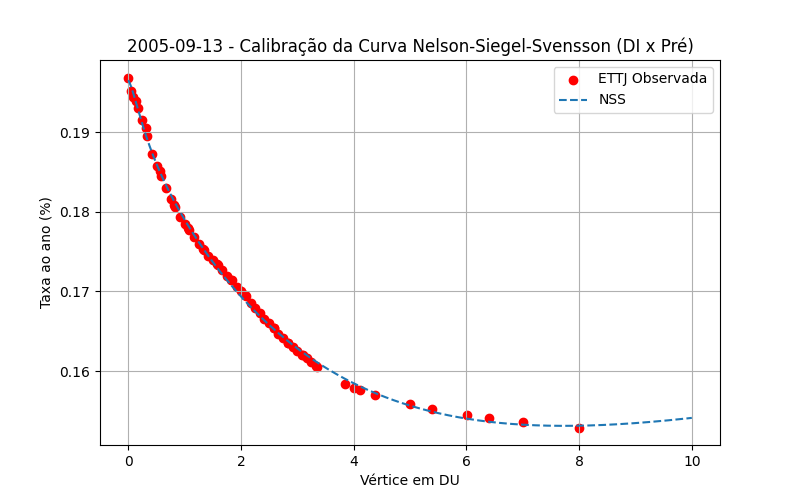 2005-09-13 - Calibração da Curva Nelson-Siegel-Svensson (DI x Pré)
ETTJ Observada
NSS
Taxa ao ano (%)
0.19
0.18
0.17
0.16
0
2
4
6
8
10
Vértice em DU